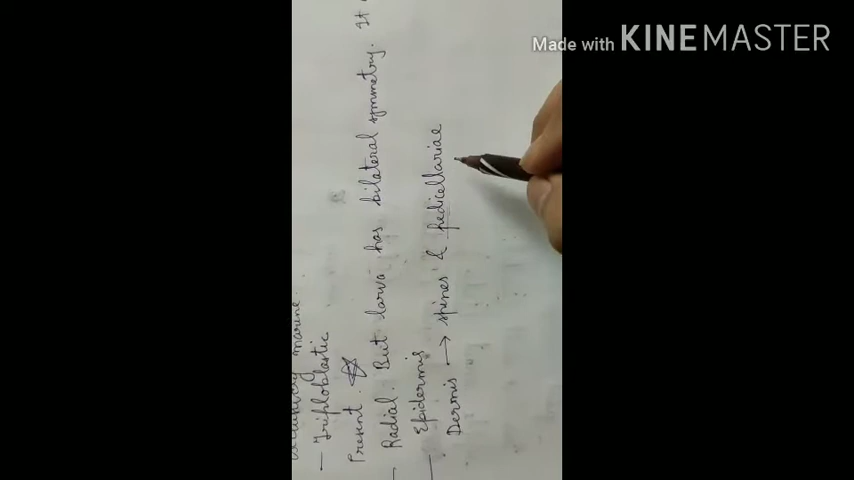 Made with KINEMASTER
marine.
— Triploblastic
Present.
— Radial. But larva has bilateral symmetry. It
— Epidermis
Dermis → spines & pedicellariae